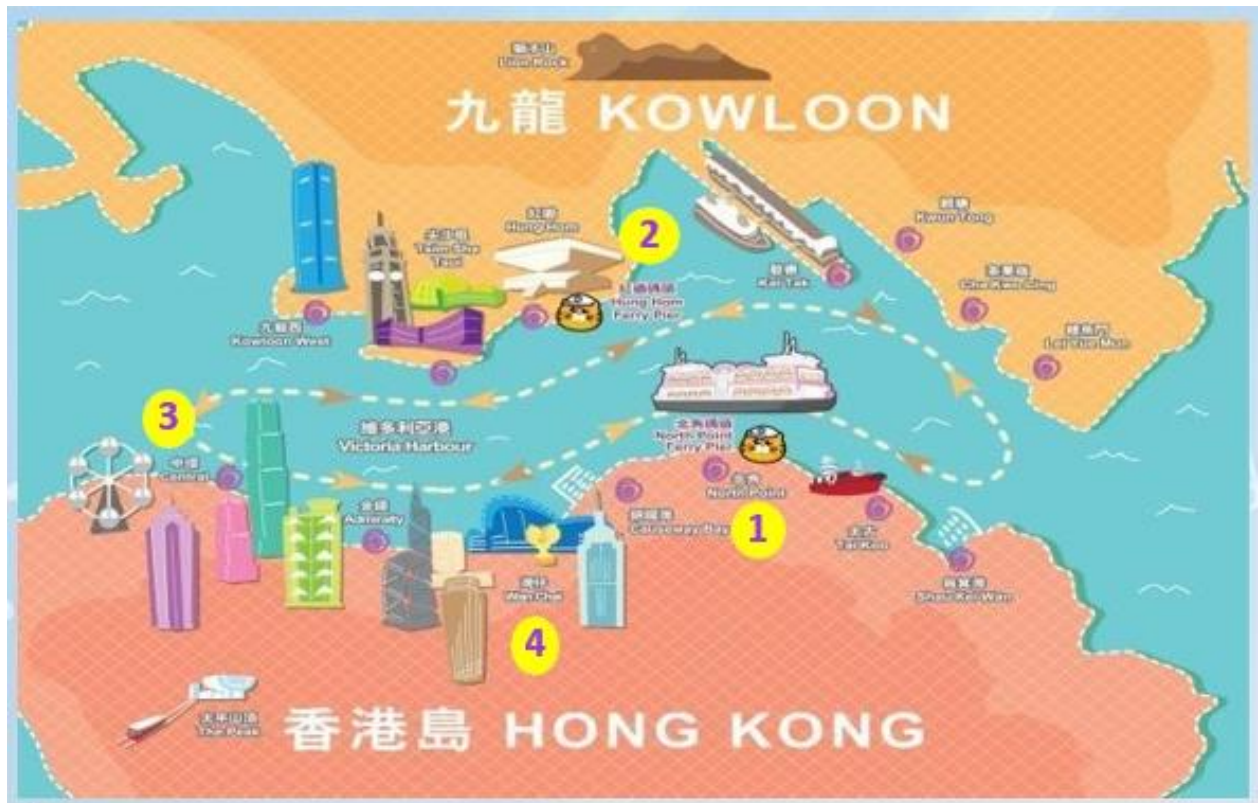 獅子山
Lion Rock
九龍 KOWLOON
紅磡
Hung Hom
2
尖沙咀
Tsim Sha
Tsui
觀塘
Kwun Tong
啟德
Kai Tak
茶果嶺
Cha Kwo Ling
紅磡碼頭
Hung Hom
Ferry Pier
九龍西
Kowloon West
鯉魚門
Lei Yue Mun
3
維多利亞港
Victoria Harbour
北角碼頭
North Point
Ferry Pier
中環
Central
北角
North Point
金鐘
Admiralty
銅鑼灣
Causeway Bay
1
太古
Tai Koo
灣仔
Wan Chai
筲箕灣
Shau Kei Wan
4
太平山頂
The Peak
香港島 HONG KONG